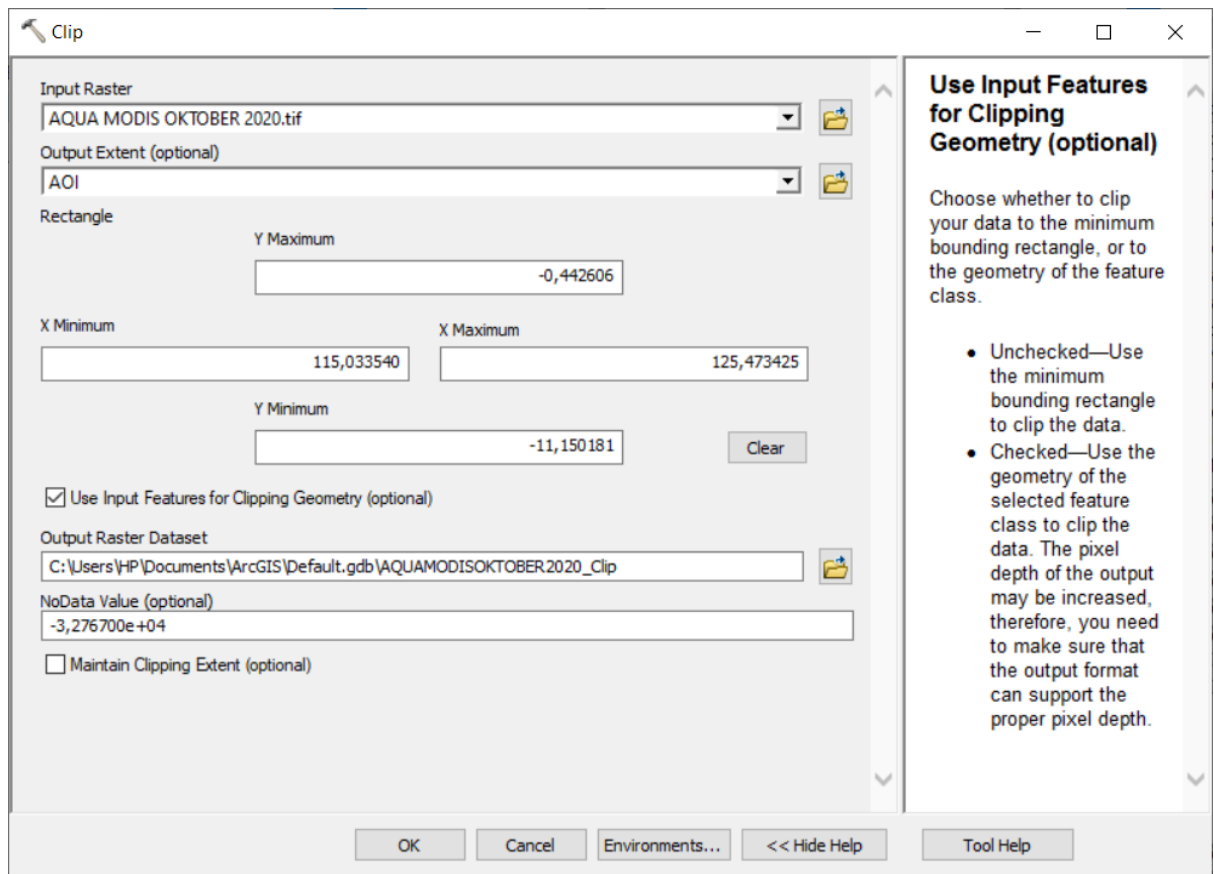 Clip
Input Raster
AQUA MODIS OKTOBER 2020.tif
Output Extent (optional)
AOI
Rectangle
Y Maximum
-0,442606
X Minimum
X Maximum
115,033540
125,473425
Y Minimum
-11,150181
Clear
Use Input Features for Clipping Geometry (optional)
Output Raster Dataset
C:\Users\HP\Documents\ArcGIS\Default.gdb\AQUAMODISOKTOBER2020_Clip
NoData Value (optional)
-3,276700e+04
Maintain Clipping Extent (optional)
Use Input Features
for Clipping
Geometry (optional)
Choose whether to clip
your data to the minimum
bounding rectangle, or to
the geometry of the feature
class.
• Unchecked—Use
the minimum
bounding rectangle
to clip the data.
• Checked—Use the
geometry of the
selected feature
class to clip the
data. The pixel
depth of the output
may be increased,
therefore, you need
to make sure that
the output format
can support the
proper pixel depth.
OK
Cancel
Environments...
<< Hide Help
Tool Help